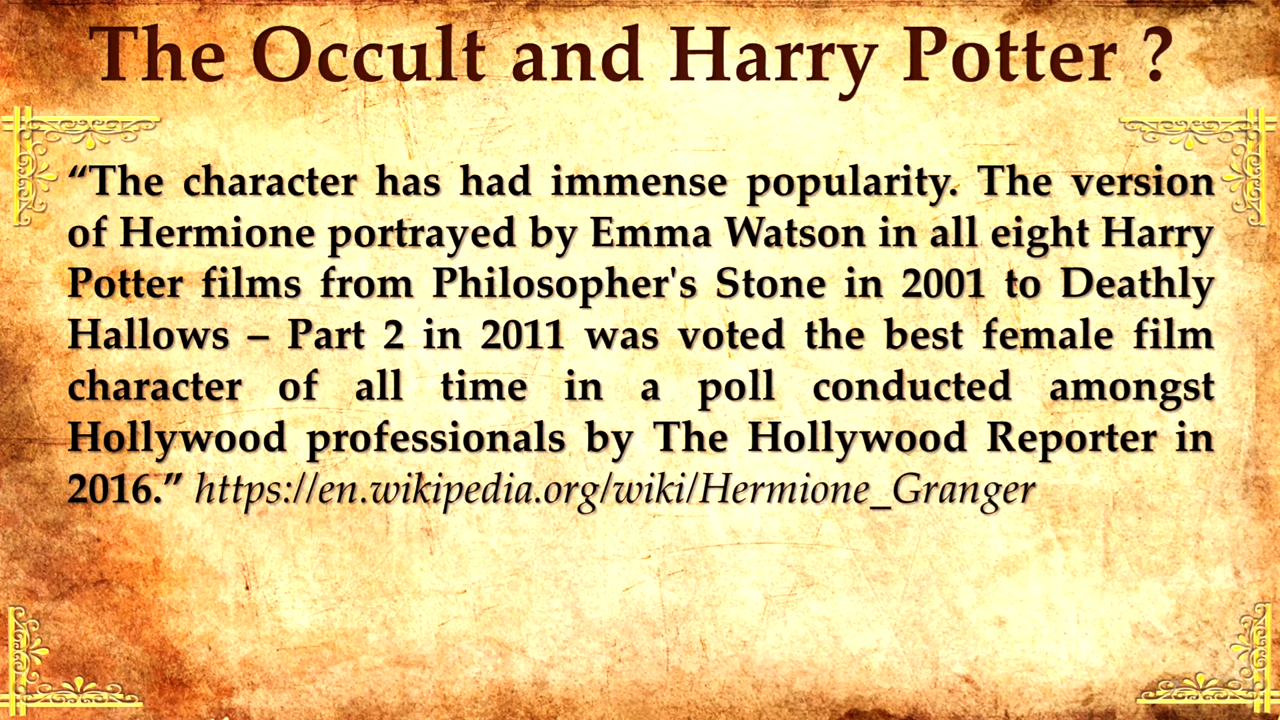 The Occult and Harry Potter ?
“The character has had immense popularity. The version
of Hermione portrayed by Emma Watson in all eight Harry
Potter films from Philosopher's Stone in 2001 to Deathly
Hallows – Part 2 in 2011 was voted the best female film
character of all time in a poll conducted amongst
Hollywood professionals by The Hollywood Reporter in
2016.” https://en.wikipedia.org/wiki/Hermione_Granger